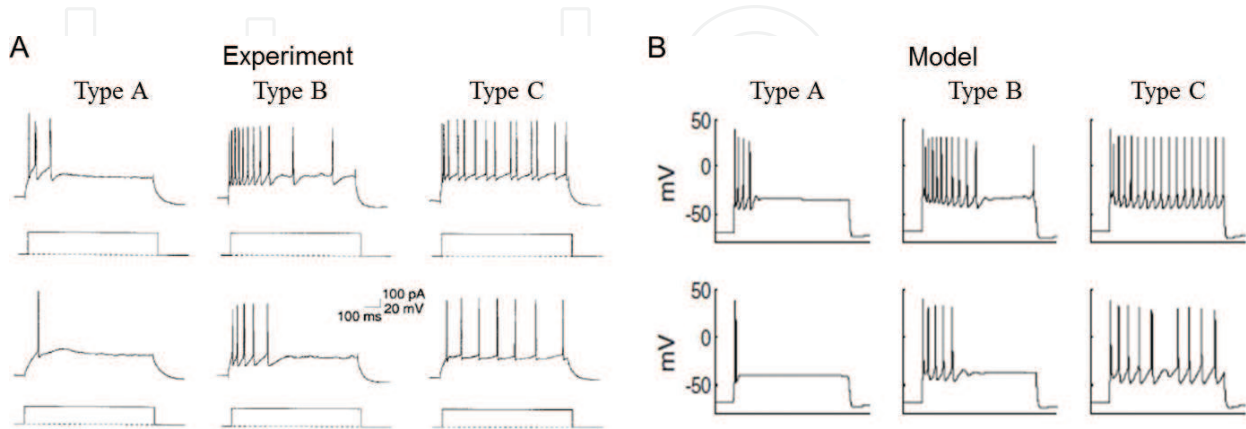 A
Experiment
Type A Type B Type C
100 pA
20 mV
100 ms
B
Model
Type A Type B Type C
50
0
-50
mV
50
0
-50
mV